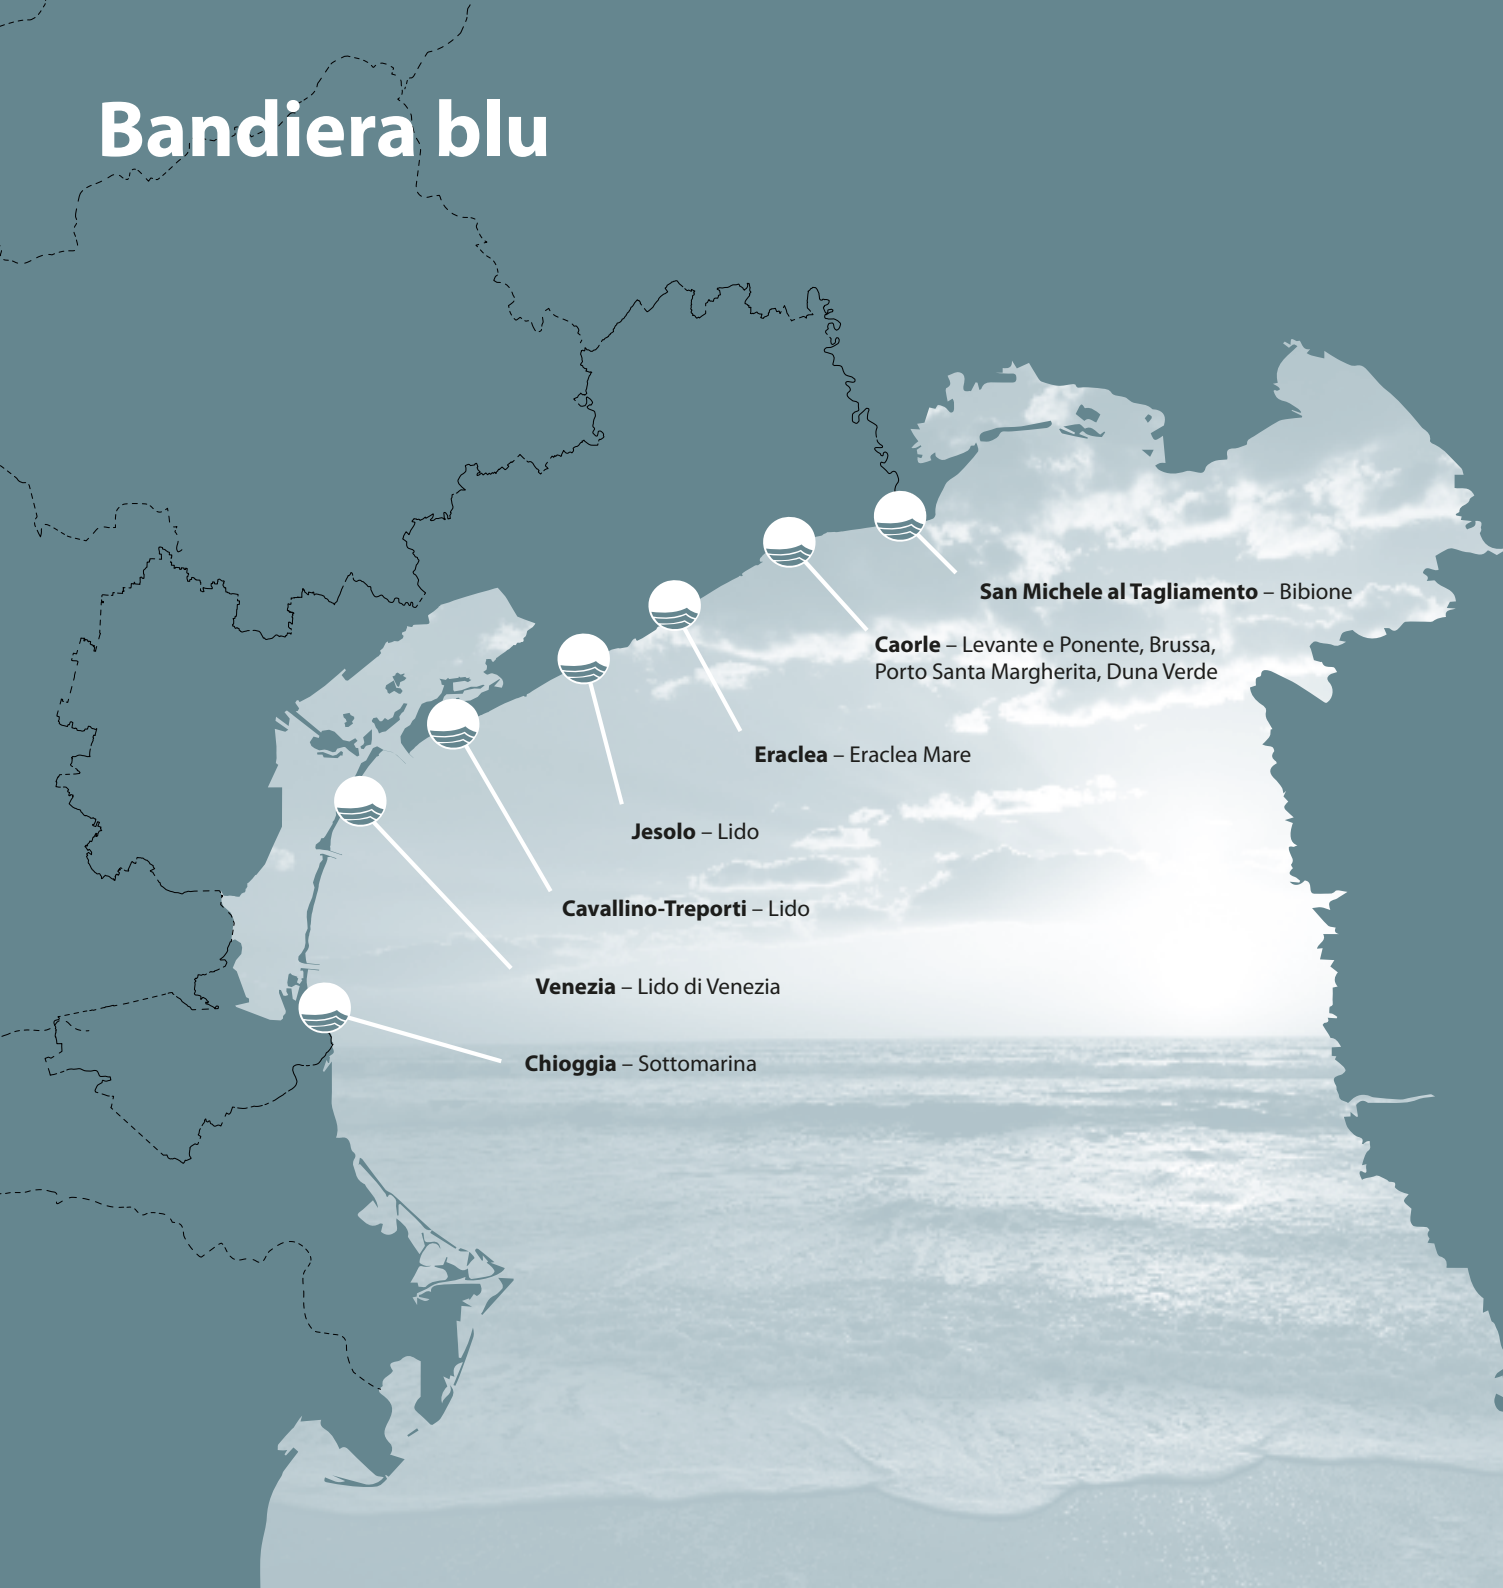 Bandiera blu
San Michele al Tagliamento – Bibione
Caorle – Levante e Ponente, Brussa,
Porto Santa Margherita, Duna Verde
Eraclea – Eraclea Mare
Jesolo – Lido
Cavallino-Treporti – Lido
Venezia – Lido di Venezia
Chioggia – Sottomarina